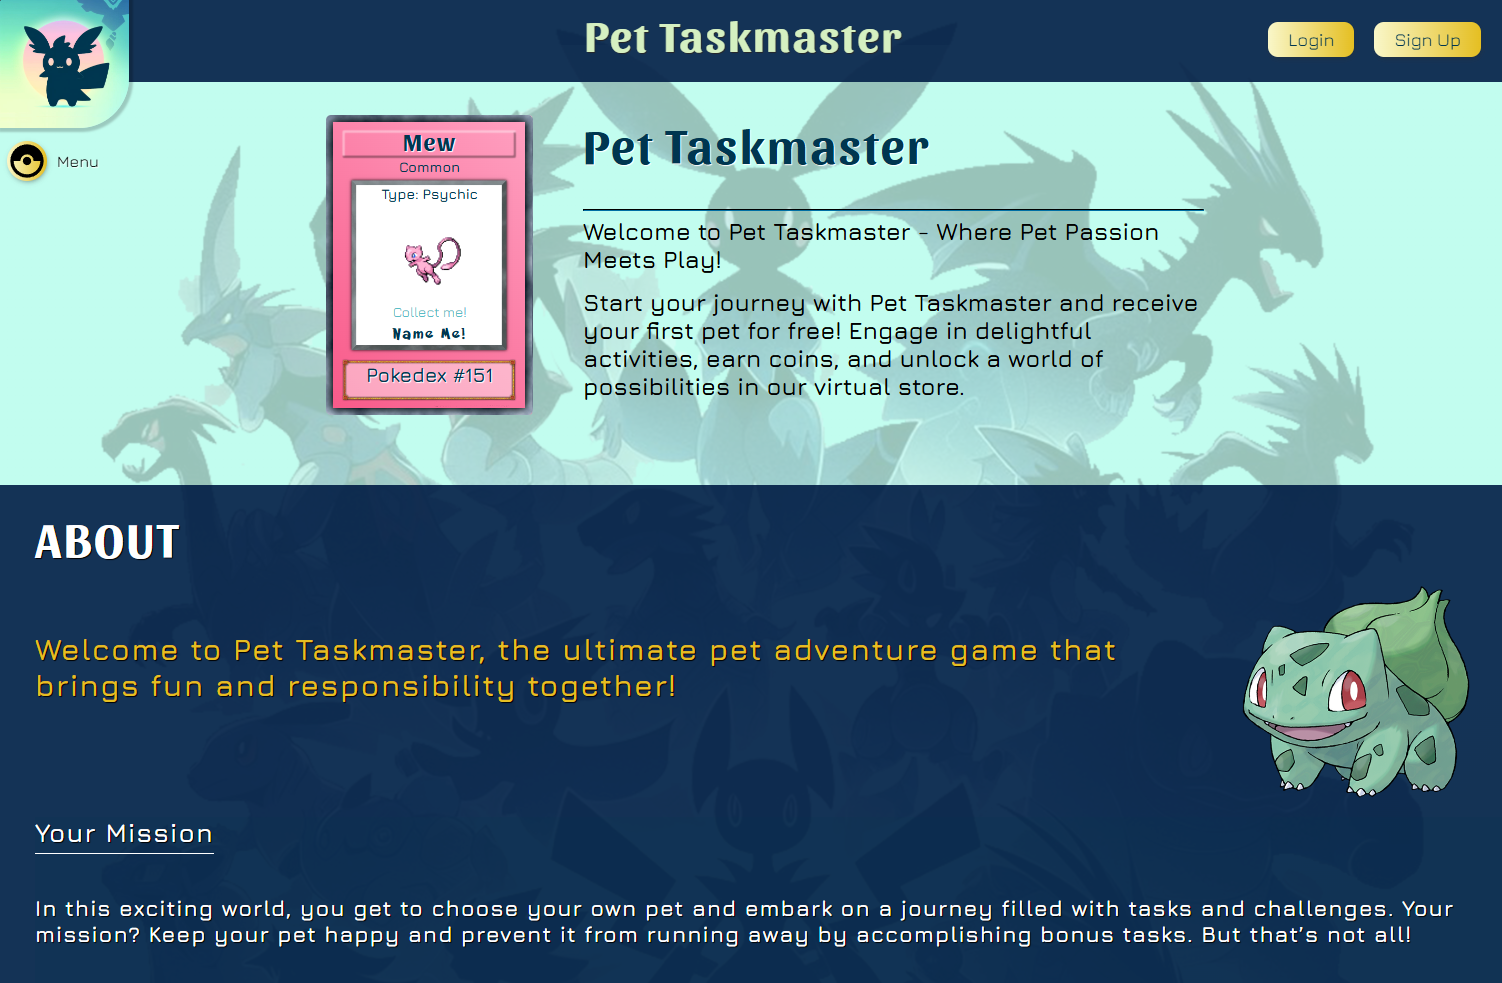 Pet Taskmaster
Login
Sign Up
Menu
Mew
Common
Type: Psychic
Collect me!
Name Me!
Pokedex #151
Pet Taskmaster
Welcome to Pet Taskmaster - Where Pet Passion
Meets Play!
Start your journey with Pet Taskmaster and receive
your first pet for free! Engage in delightful
activities, earn coins, and unlock a world of
possibilities in our virtual store.
ABOUT
Welcome to Pet Taskmaster, the ultimate pet adventure game that
brings fun and responsibility together!
Your Mission
In this exciting world, you get to choose your own pet and embark on a journey filled with tasks and challenges. Your
mission? Keep your pet happy and prevent it from running away by accomplishing bonus tasks. But that’s not all!